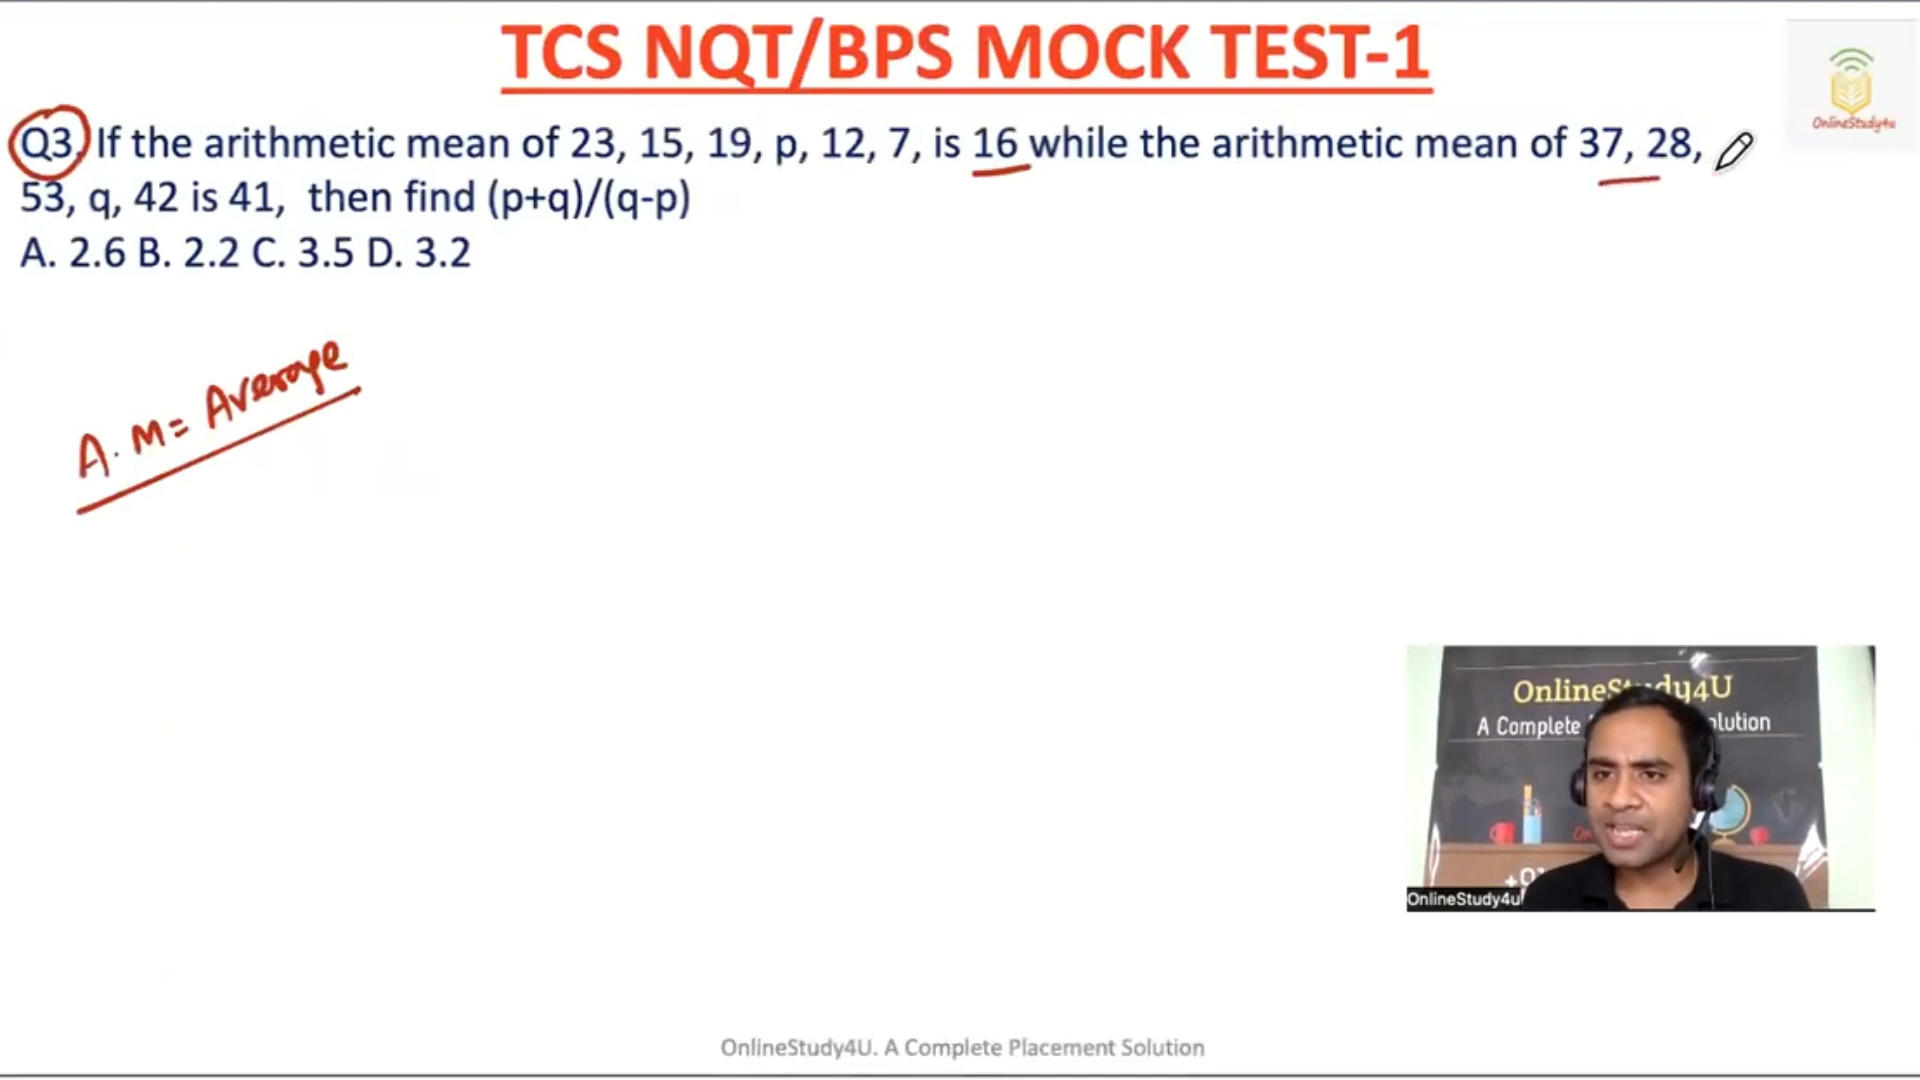 TCS NQT/BPS MOCK TEST-1
OnlineStudy4u
Q3. If the arithmetic mean of 23, 15, 19, p, 12, 7, is 16 while the arithmetic mean of 37, 28,
53, q, 42 is 41, then find (p+q)/(q-p)
A. 2.6 B. 2.2 C. 3.5 D. 3.2
A.M = Average
OnlineStudy4U
A Complete
OnlineStudy4u
OnlineStudy4U. A Complete Placement Solution